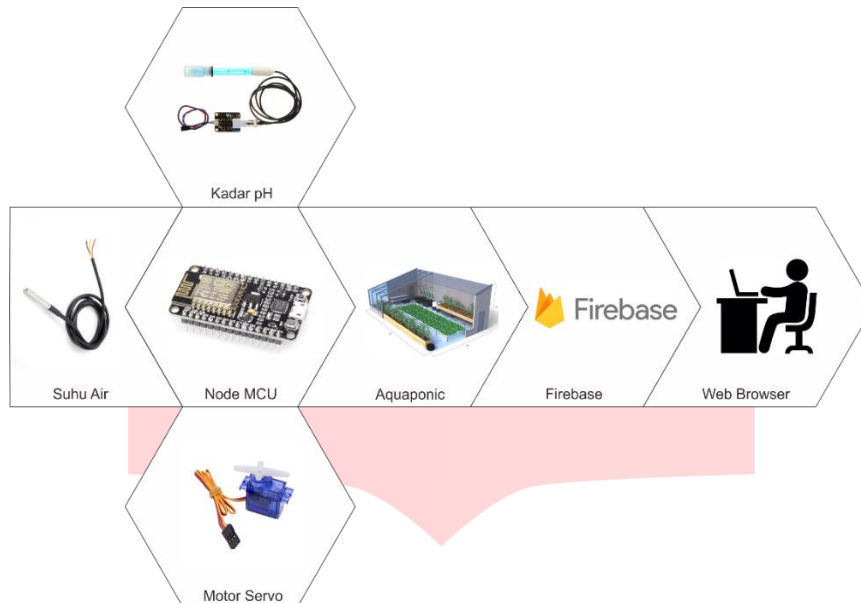 Kadar pH
Firebase
Suhu Air
Node MCU
Aquaponic
Firebase
Web Browser
Motor Servo